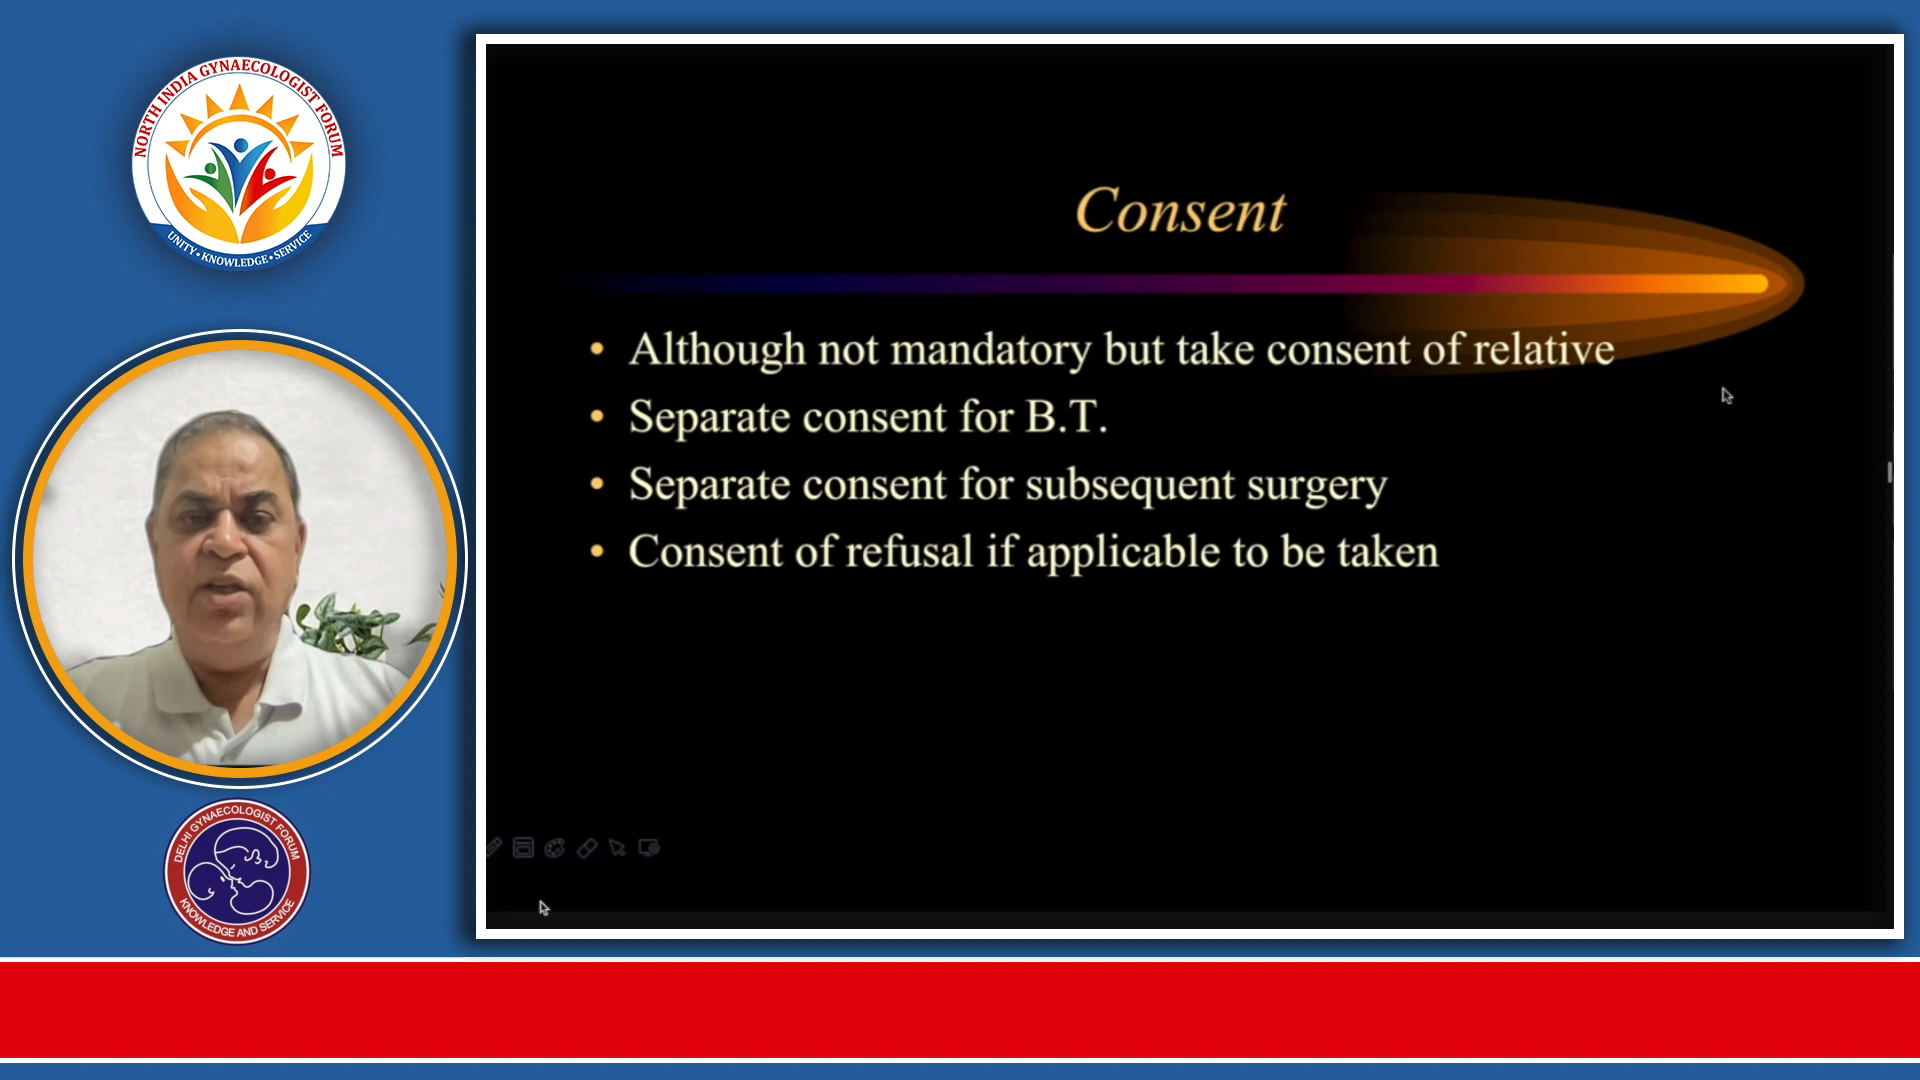 NORTH INDIA GYNAECOLOGIST FORUM
UNITY • KNOWLEDGE • SERVICE
Consent
• Although not mandatory but take consent of relative
• Separate consent for B.T.
• Separate consent for subsequent surgery
• Consent of refusal if applicable to be taken
DELHI GYNAECOLOGIST FORUM
KNOWLEDGE AND SERVICE